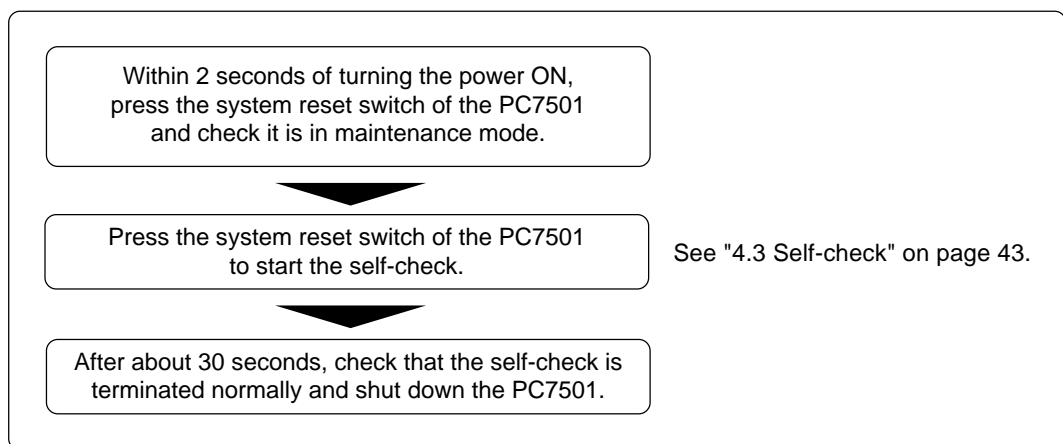 Within 2 seconds of turning the power ON,
press the system reset switch of the PC7501
and check it is in maintenance mode.
Press the system reset switch of the PC7501
to start the self-check.
See "4.3 Self-check" on page 43.
After about 30 seconds, check that the self-check is
terminated normally and shut down the PC7501.